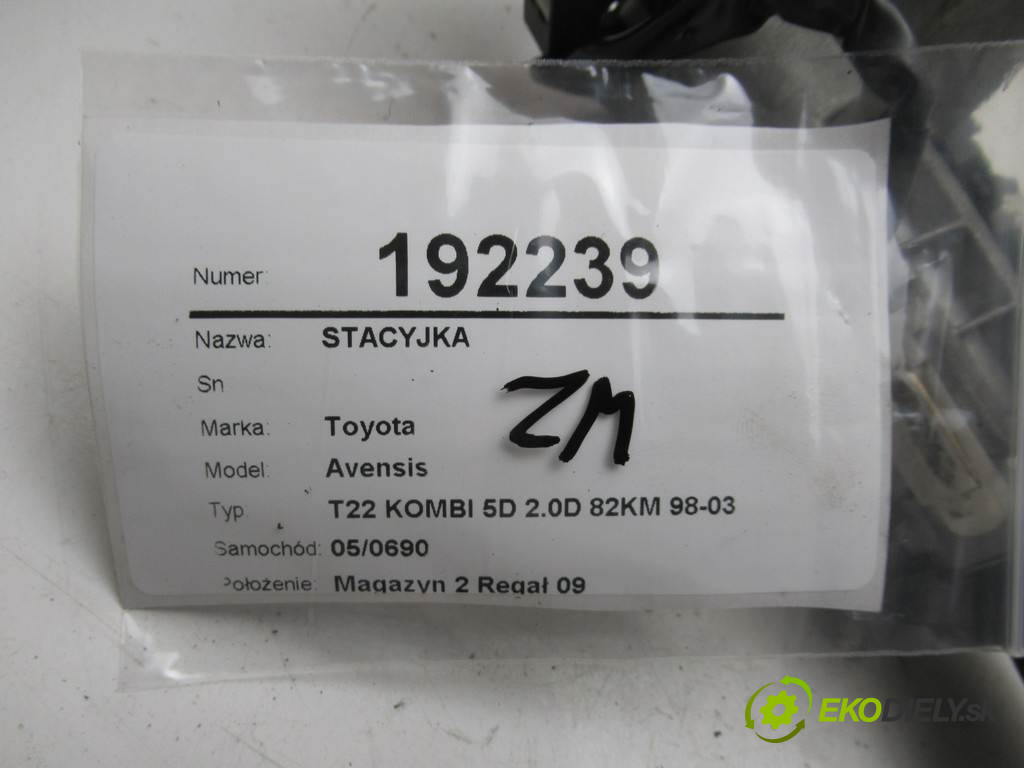 Numer: 192239
Nazwa: STACYJKA
Sn
Marka: Toyota
ZM
Model: Avensis
Typ T22 KOMBI 5D 2.0D 82KM 98-03
Samochód: 05/0690
Położenie: Magazyn 2 Regał 09
EKODIELY.sk